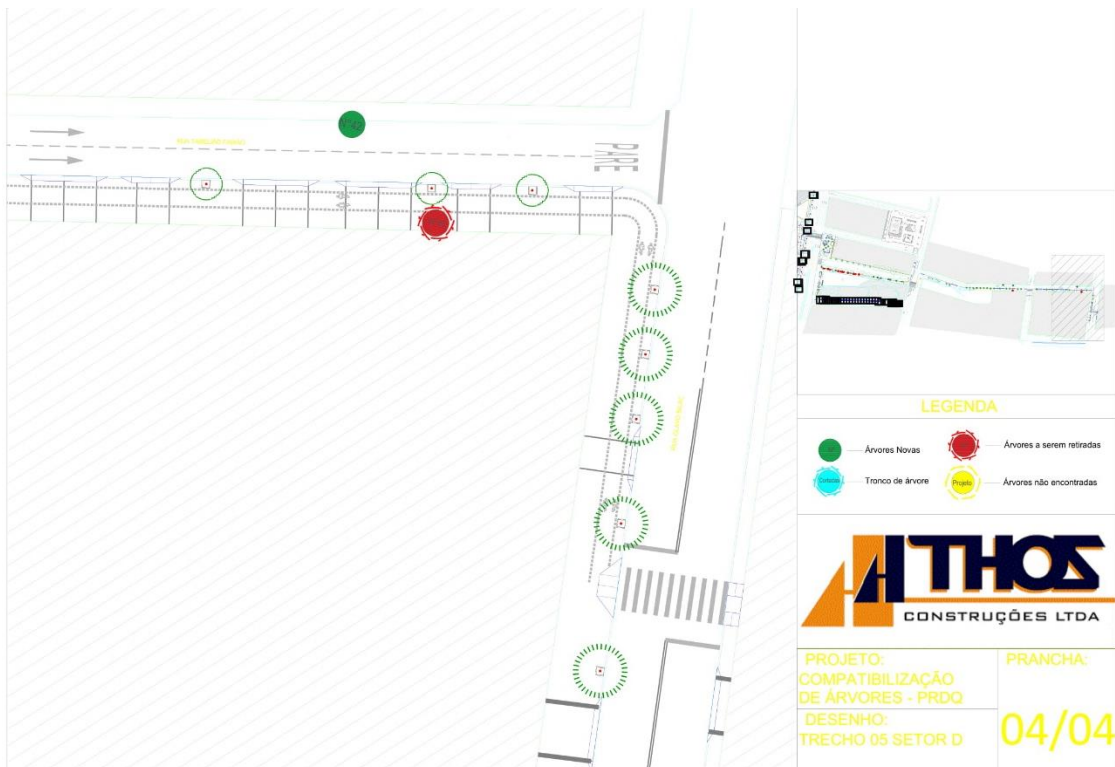 PARE
LEGENDA
Árvores Novas
Árvores a serem retiradas
Tronco de árvore
Projeto
Árvores não encontradas
ATHOS
CONSTRUÇÕES LTDA
PROJETO:
COMPATIBILIZAÇÃO
DE ÁRVORES - PRDQ
DESENHO:
TRECHO 05 SETOR D
PRANCHA:
04/04